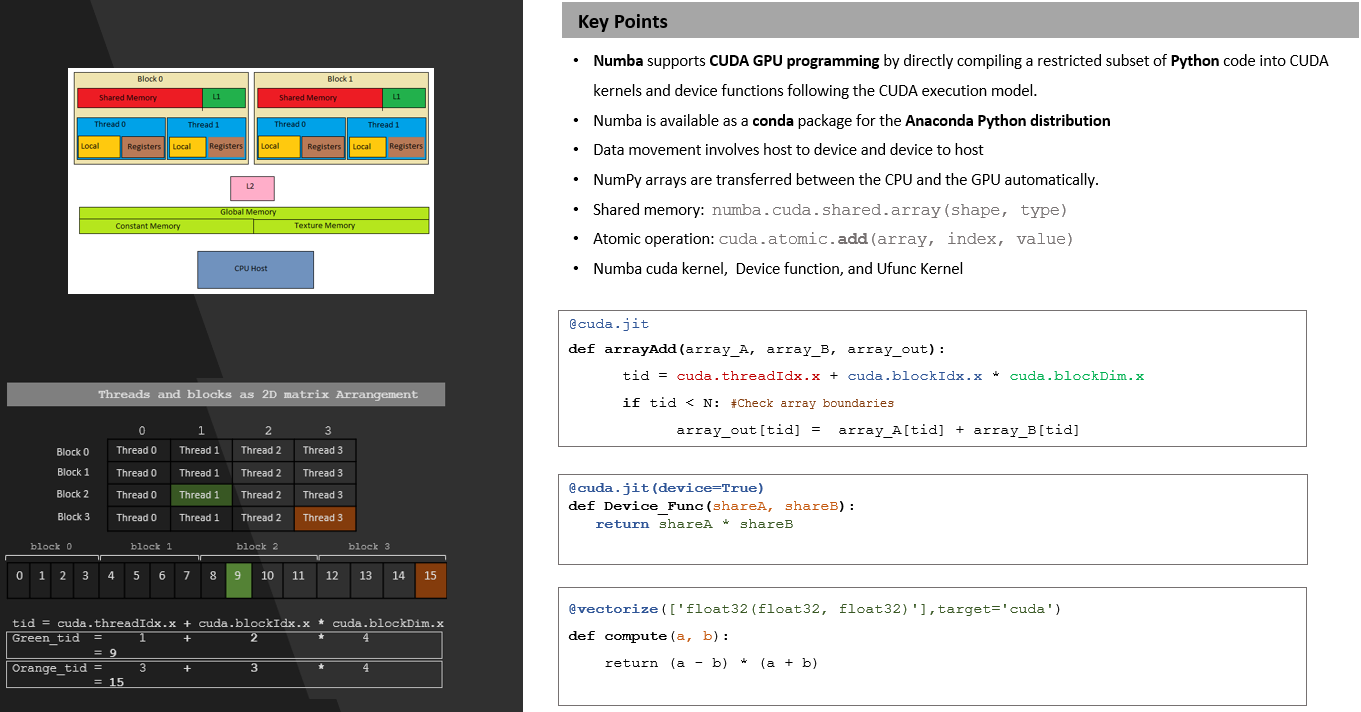 Block 0 Block 1
Shared Memory L1 Shared Memory L1
Thread 0 Thread 1 Thread 0 Thread 1
Local Registers Local Registers Local Registers Local Registers
L2
Global Memory
Constant Memory Texture Memory
CPU Host
Threads and blocks as 2D matrix Arrangement
0 1 2 3
Block 0 Thread 0 Thread 1 Thread 2 Thread 3
Block 1 Thread 0 Thread 1 Thread 2 Thread 3
Block 2 Thread 0 Thread 1 Thread 2 Thread 3
Block 3 Thread 0 Thread 1 Thread 2 Thread 3
block 0 block 1 block 2 block 3
0 1 2 3 4 5 6 7 8 9 10 11 12 13 14 15
tid = cuda.threadIdx.x + cuda.blockIdx.x * cuda.blockDim.x
Green_tid = 1 + 2 * 4
= 9
Orange_tid = 3 + 3 * 4
= 15
Key Points
• Numba supports CUDA GPU programming by directly compiling a restricted subset of Python code into CUDA
kernels and device functions following the CUDA execution model.
• Numba is available as a conda package for the Anaconda Python distribution
• Data movement involves host to device and device to host
• NumPy arrays are transferred between the CPU and the GPU automatically.
• Shared memory: numba.cuda.shared.array(shape, type)
• Atomic operation: cuda.atomic.add(array, index, value)
• Numba cuda kernel, Device function, and Ufunc Kernel
@cuda.jit
def arrayAdd(array_A, array_B, array_out):
tid = cuda.threadIdx.x + cuda.blockIdx.x * cuda.blockDim.x
if tid < N: #Check array boundaries
array_out[tid] = array_A[tid] + array_B[tid]
@cuda.jit(device=True)
def Device_Func(shareA, shareB):
return shareA * shareB
@vectorize(['float32(float32, float32)'],target='cuda')
def compute(a, b):
return (a - b) * (a + b)